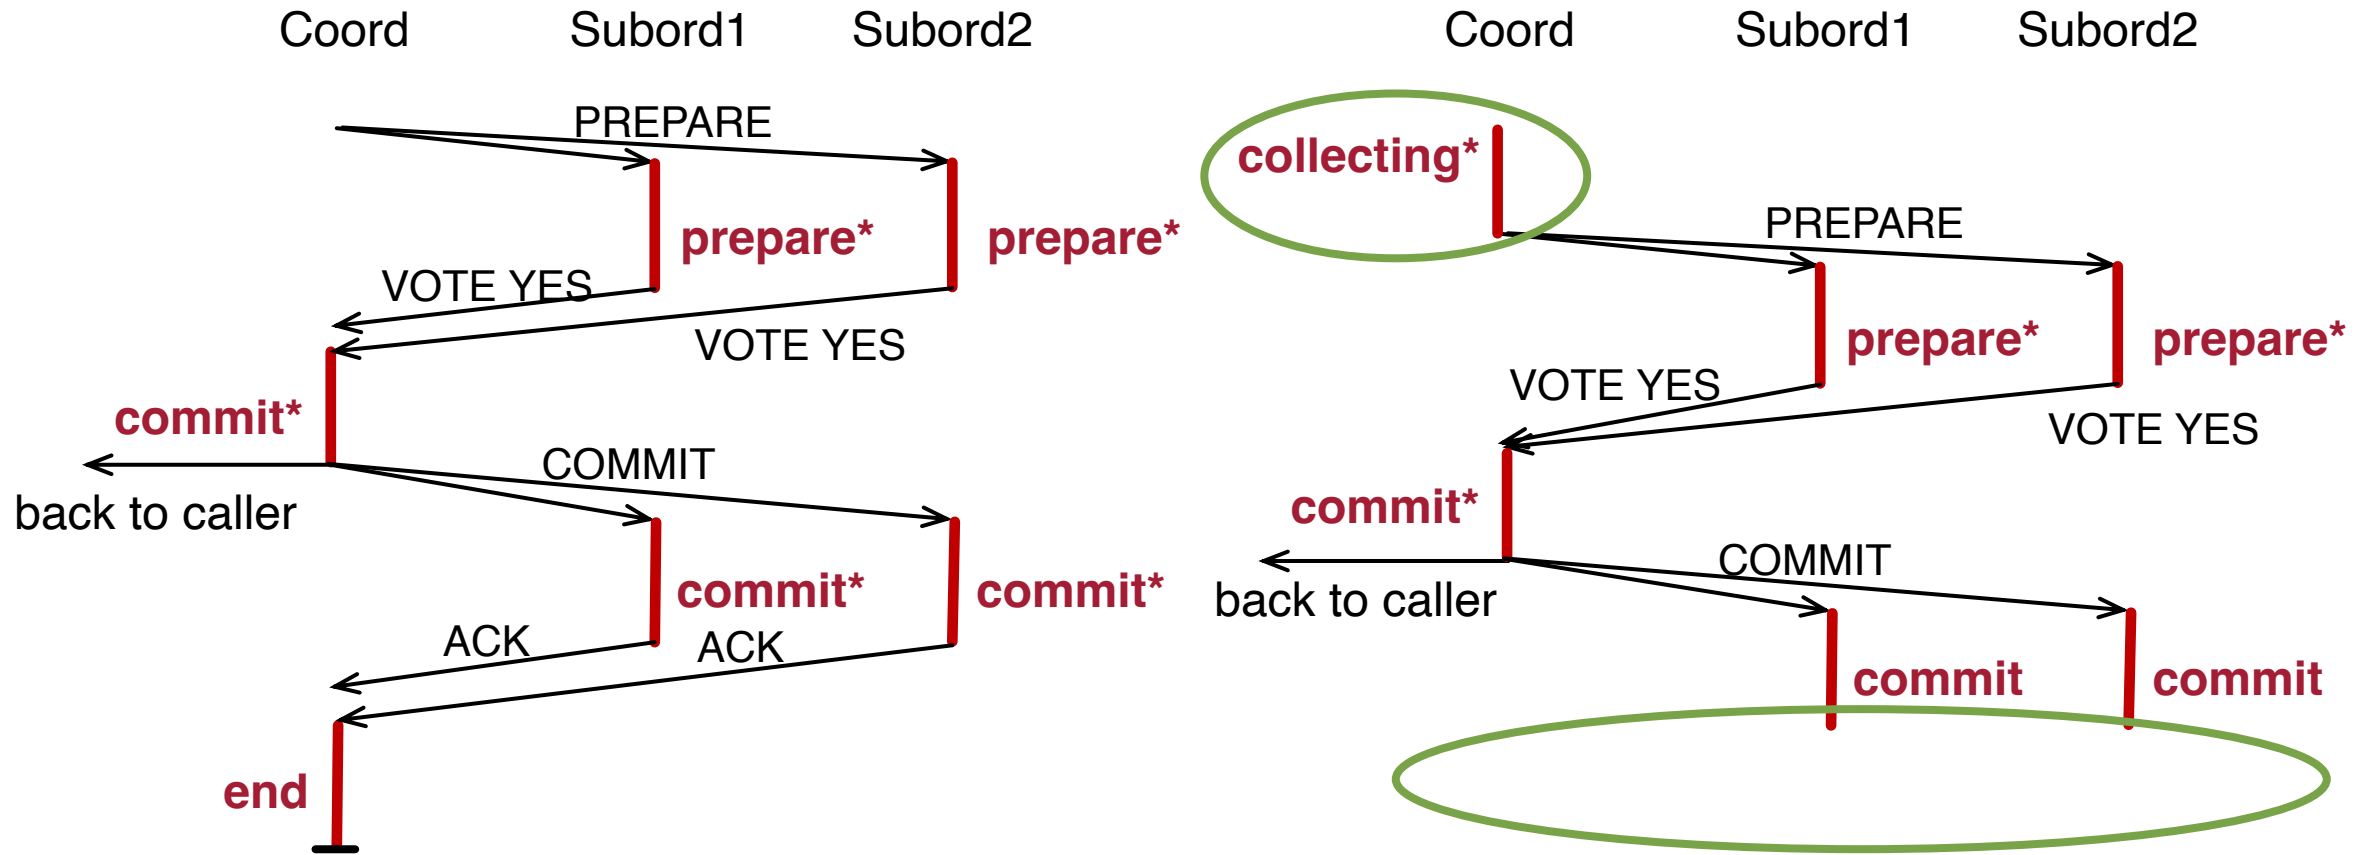 Coord Subord1 Subord2
PREPARE
prepare* prepare*
VOTE YES
VOTE YES
commit*
COMMIT
back to caller
commit* commit*
ACK
ACK
end
Coord Subord1 Subord2
collecting*
PREPARE
prepare* prepare*
VOTE YES
VOTE YES
commit*
COMMIT
back to caller
commit commit